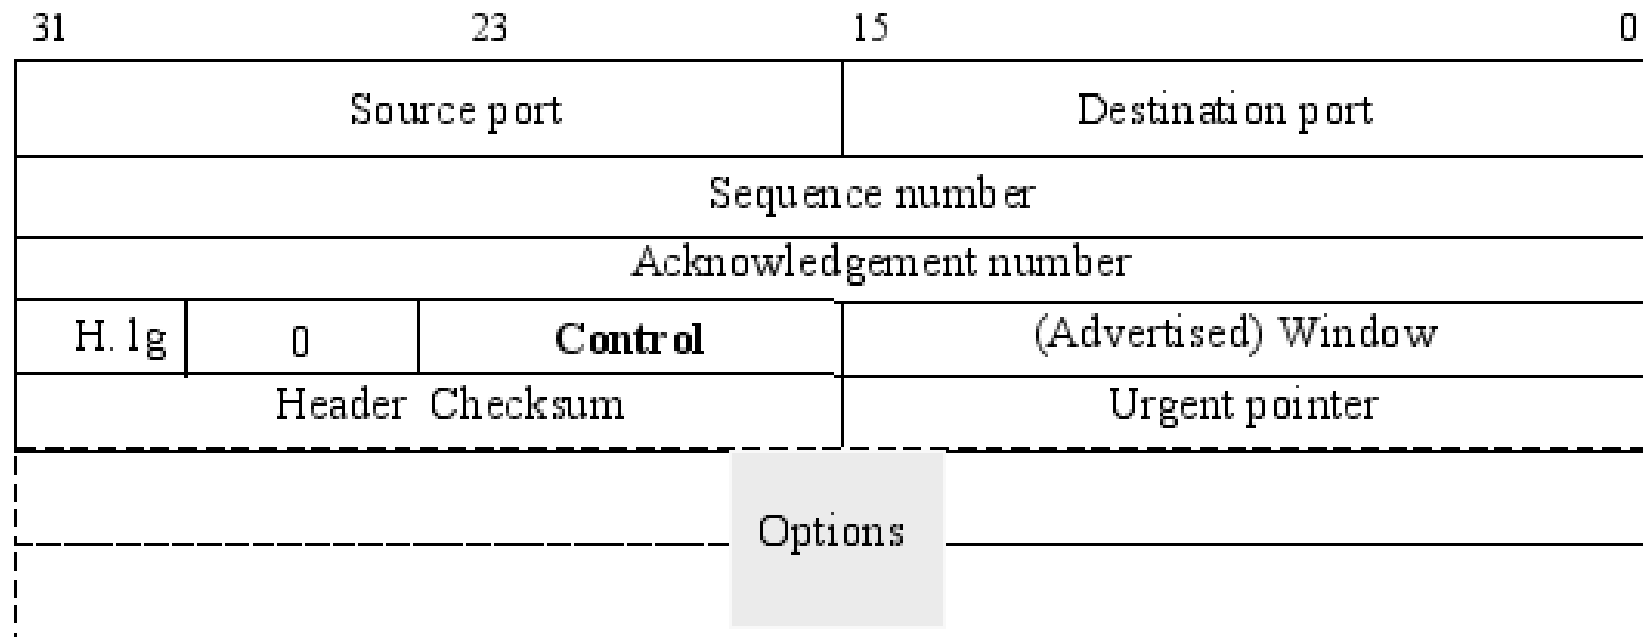 31 23 15 0
Source port Destination port
Sequence number
Acknowledgement number
H. lg 0 Control (Advertised) Window
Header Checksum Urgent pointer
Options